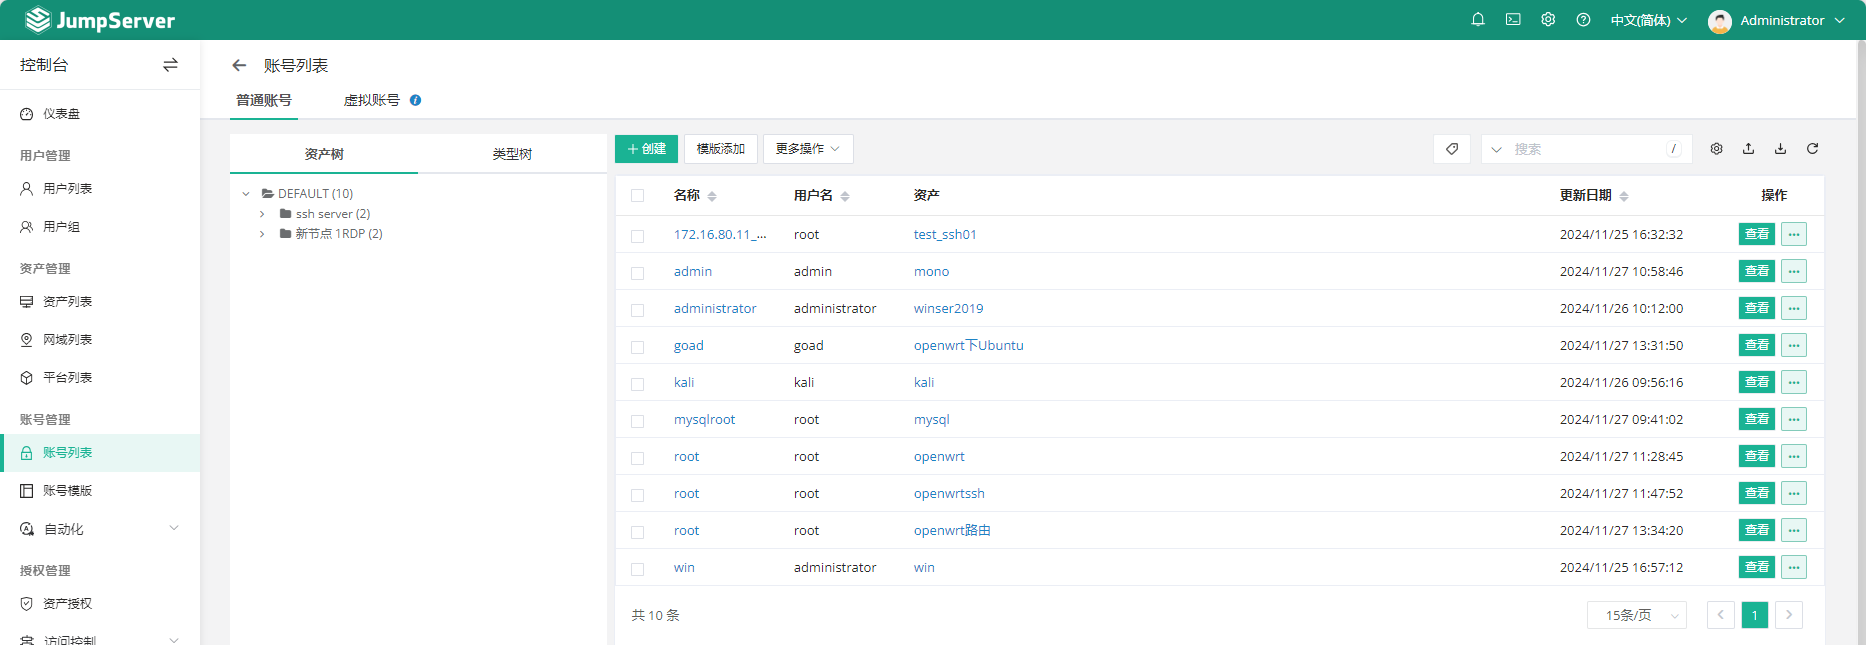 JumpServer
中文(简体)
Administrator
控制台
账号列表
普通账号
虚拟账号
仪表盘
用户管理
用户列表
用户组
资产管理
资产列表
网域列表
平台列表
账号管理
账号列表
账号模版
自动化
授权管理
资产授权
访问控制
资产树
类型树
DEFAULT (10)
ssh server (2)
新节点 1RDP (2)
创建
模版添加
更多操作
搜索
/
名称 用户名 资产 更新日期 操作
172.16.80.11_... root test_ssh01 2024/11/25 16:32:32 查看 ...
admin admin mono 2024/11/27 10:58:46 查看 ...
administrator administrator winser2019 2024/11/26 10:12:00 查看 ...
goad goad openwrt下Ubuntu 2024/11/27 13:31:50 查看 ...
kali kali kali 2024/11/26 09:56:16 查看 ...
mysqlroot root mysql 2024/11/27 09:41:02 查看 ...
root root openwrt 2024/11/27 11:28:45 查看 ...
root root openwrtssh 2024/11/27 11:47:52 查看 ...
root root openwrt路由 2024/11/27 13:34:20 查看 ...
win administrator win 2024/11/25 16:57:12 查看 ...
共 10 条
15条/页
1